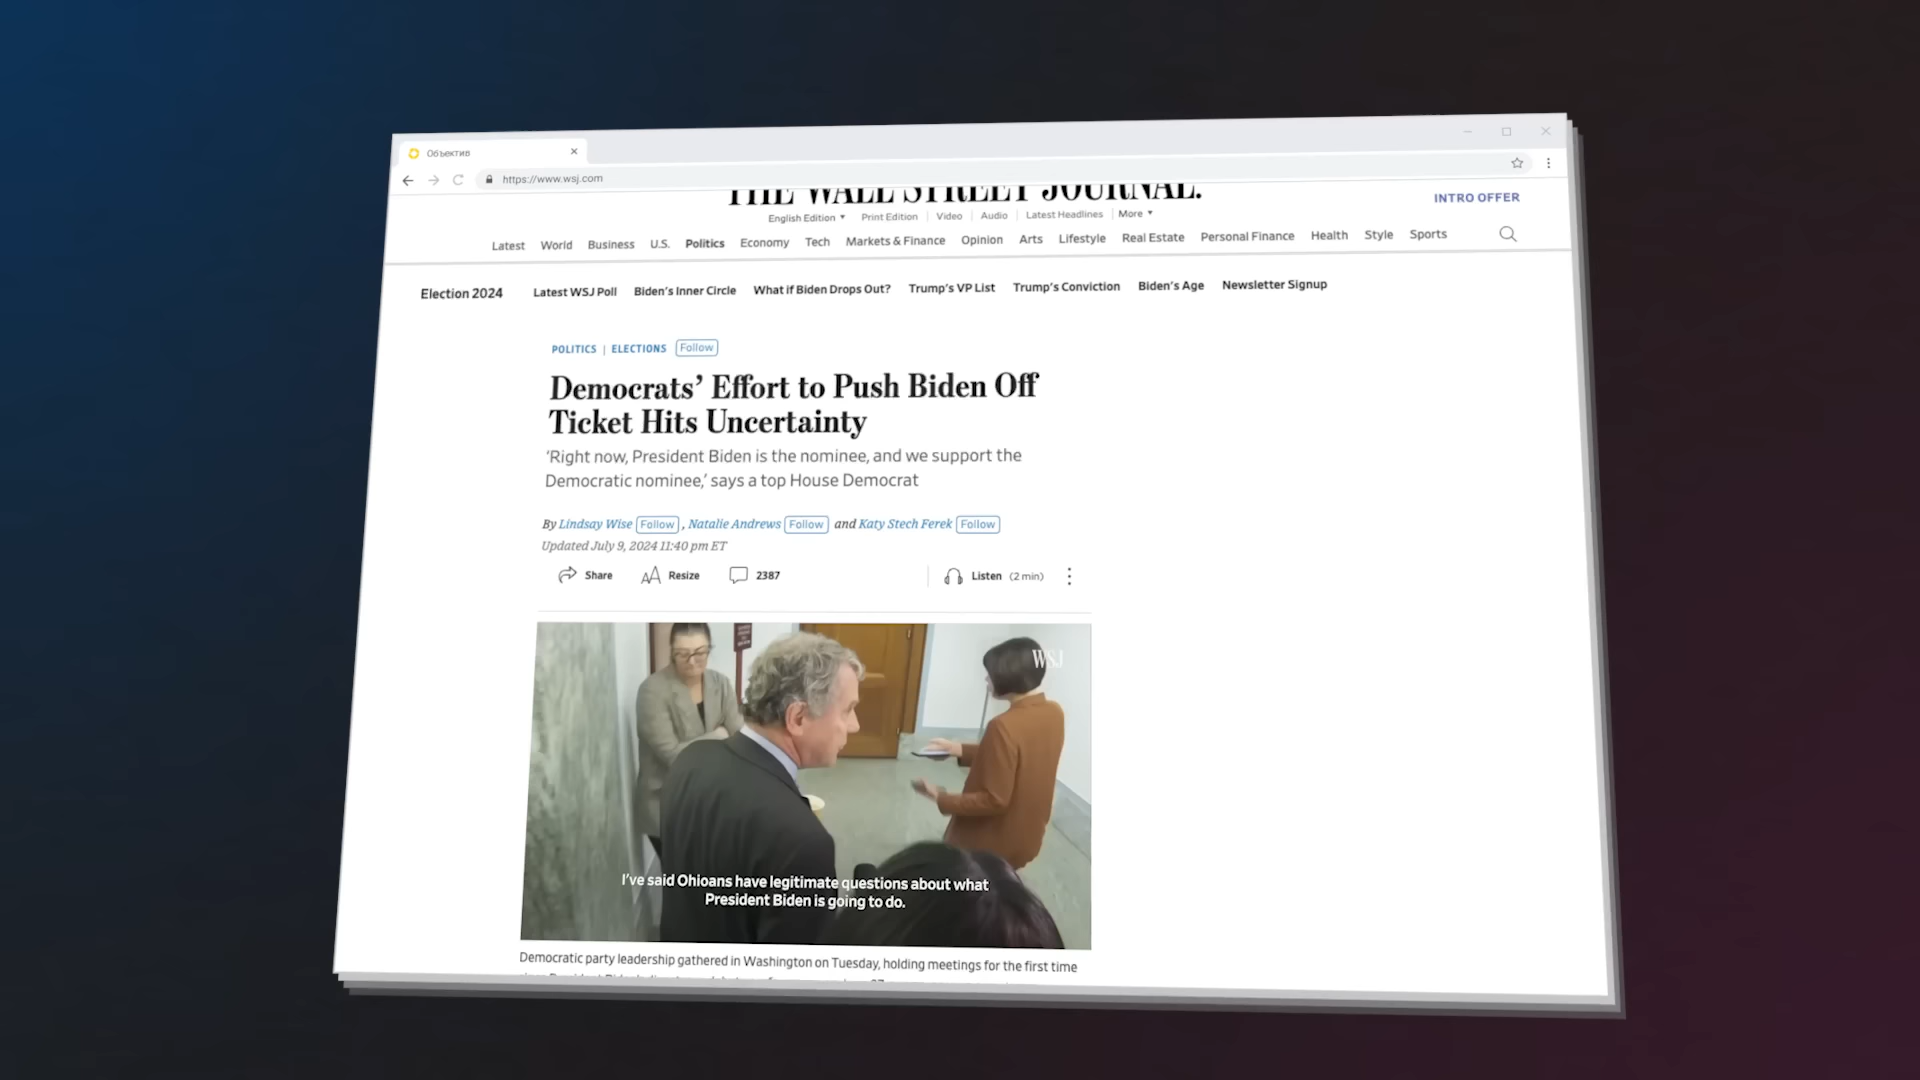 Объектив
https://www.wsj.com
THE WALL STREET JOURNAL.
INTRO OFFER
English Edition Print Edition Video Audio Latest Headlines More
Latest World Business U.S. Politics Economy Tech Markets & Finance Opinion Arts Lifestyle Real Estate Personal Finance Health Style Sports
Election 2024 Latest WSJ Poll Biden's Inner Circle What if Biden Drops Out? Trump's VP List Trump's Conviction Biden's Age Newsletter Signup
POLITICS | ELECTIONS Follow
Democrats' Effort to Push Biden Off
Ticket Hits Uncertainty
'Right now, President Biden is the nominee, and we support the
Democratic nominee,' says a top House Democrat
By Lindsay Wise Follow , Natalie Andrews Follow and Katy Stech Ferek Follow
Updated July 9, 2024 11:40 pm ET
Share AA Resize 2387 Listen (2 min)
WSJ
I've said Ohioans have legitimate questions about what
President Biden is going to do.
Democratic party leadership gathered in Washington on Tuesday, holding meetings for the first time